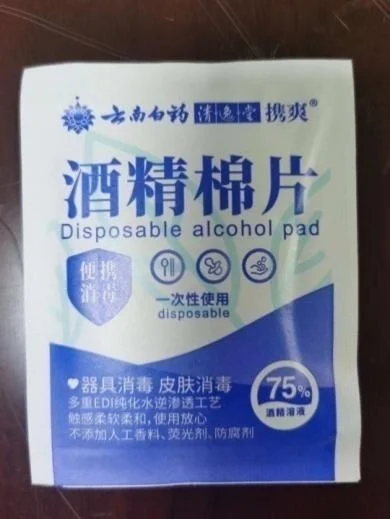 云南白药 清逸堂 携爽®
酒精棉片
Disposable alcohol pad
便携
消毒
一次性使用
disposable
器具消毒 皮肤消毒
多重EDI纯化水逆渗透工艺
触感柔软柔和，使用放心
不添加人工香料、荧光剂、防腐剂
75%
酒精溶液